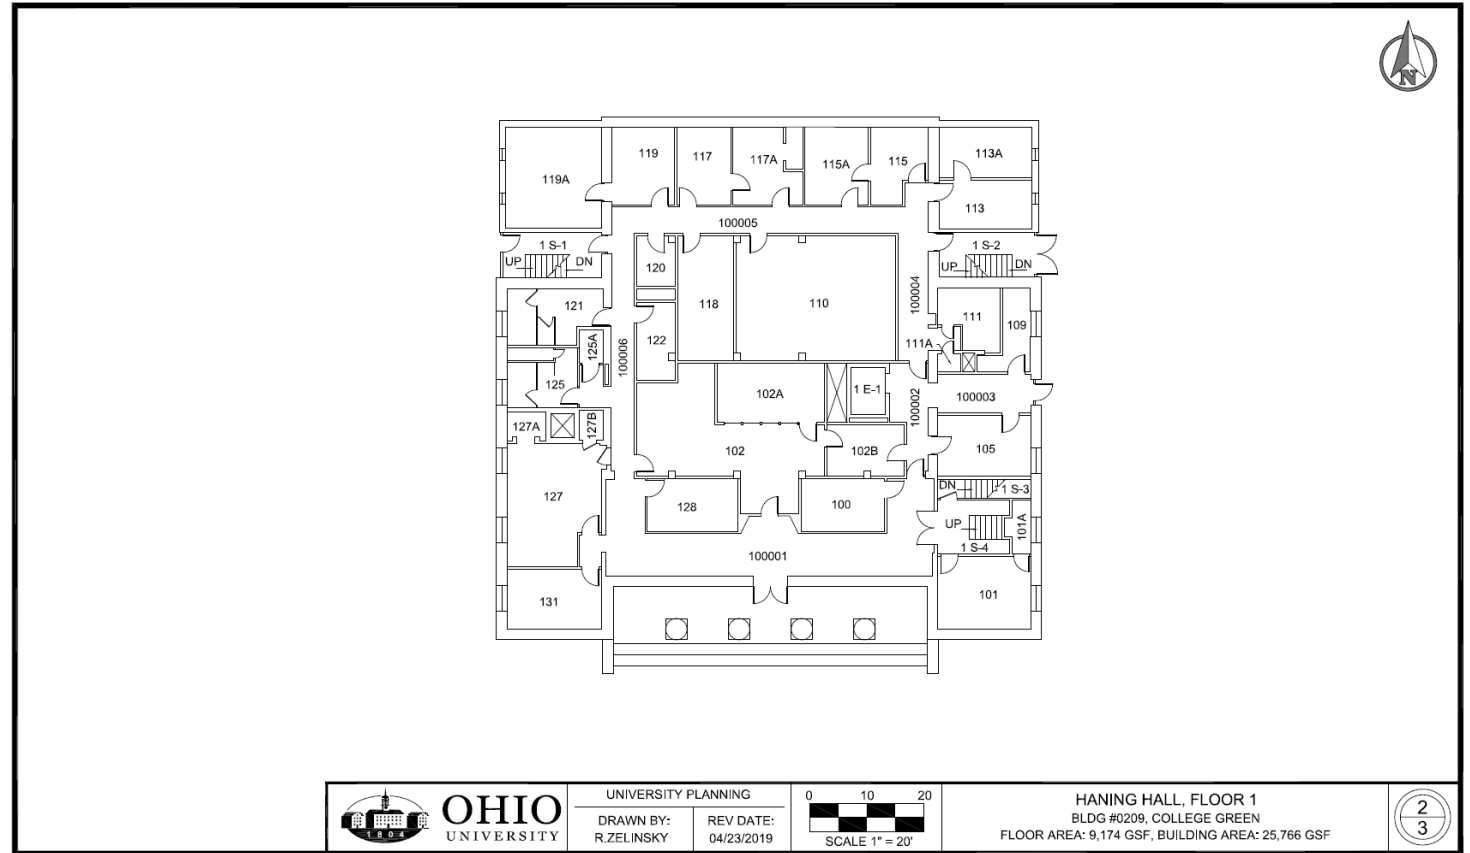 N
119 117 117A 115A 115 113A
119A
113
100005
1 S-1 1 S-2
UP DN UP DN
120
118 110 100004
121 111 109
122 111A
125A 100006
125 102A 1 E-1 100002 100003
127A 127B
102 102B 105
DN 1 S-3
127 128 100 UP 101A
1 S-4
100001
131 101
OHIO
UNIVERSITY
1804
UNIVERSITY PLANNING
DRAWN BY:
R.ZELINSKY
REV DATE:
04/23/2019
0 10 20
SCALE 1" = 20'
HANING HALL, FLOOR 1
BLDG #0209, COLLEGE GREEN
FLOOR AREA: 9,174 GSF, BUILDING AREA: 25,766 GSF
2
3